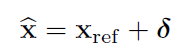 x̂ = x_ref + δ